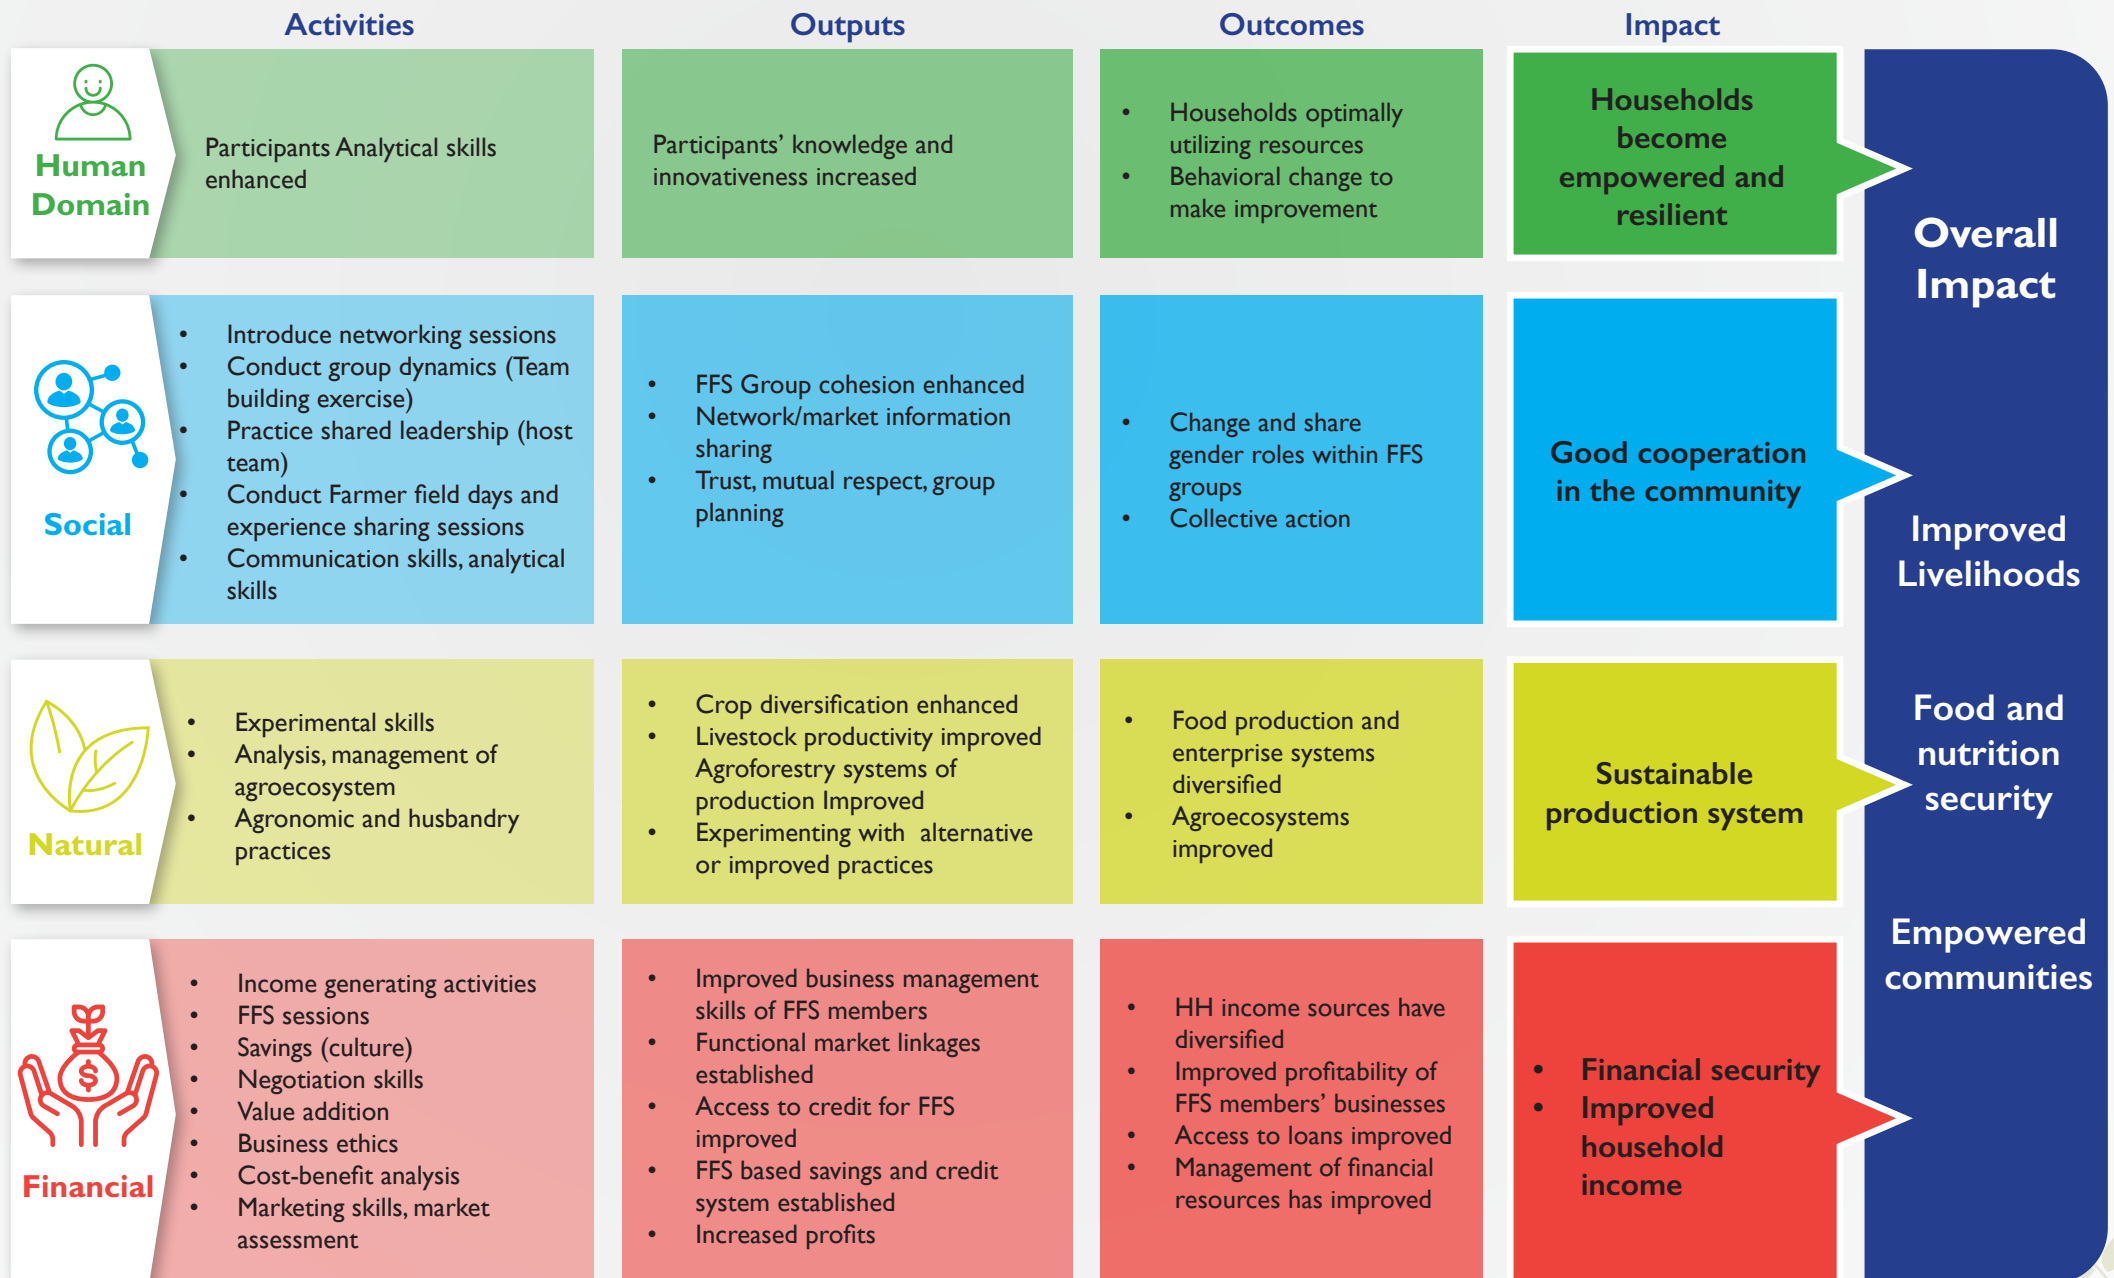 Activities
Outputs
Outcomes
Impact
Human
Domain
Participants Analytical skills
enhanced
Participants’ knowledge and
innovativeness increased
• Households optimally
utilizing resources
• Behavioral change to
make improvement
Households
become
empowered and
resilient
Social
• Introduce networking sessions
• Conduct group dynamics (Team
building exercise)
• Practice shared leadership (host
team)
• Conduct Farmer field days and
experience sharing sessions
• Communication skills, analytical
skills
• FFS Group cohesion enhanced
• Network/market information
sharing
• Trust, mutual respect, group
planning
• Change and share
gender roles within FFS
groups
• Collective action
Good cooperation
in the community
Natural
• Experimental skills
• Analysis, management of
agroecosystem
• Agronomic and husbandry
practices
• Crop diversification enhanced
• Livestock productivity improved
Agroforestry systems of
production Improved
• Experimenting with alternative
or improved practices
• Food production and
enterprise systems
diversified
• Agroecosystems
improved
Sustainable
production system
Financial
• Income generating activities
• FFS sessions
• Savings (culture)
• Negotiation skills
• Value addition
• Business ethics
• Cost-benefit analysis
• Marketing skills, market
assessment
• Improved business management
skills of FFS members
• Functional market linkages
established
• Access to credit for FFS
improved
• FFS based savings and credit
system established
• Increased profits
• HH income sources have
diversified
• Improved profitability of
FFS members’ businesses
• Access to loans improved
• Management of financial
resources has improved
• Financial security
• Improved
household
income
Overall
Impact
Improved
Livelihoods
Food and
nutrition
security
Empowered
communities
$